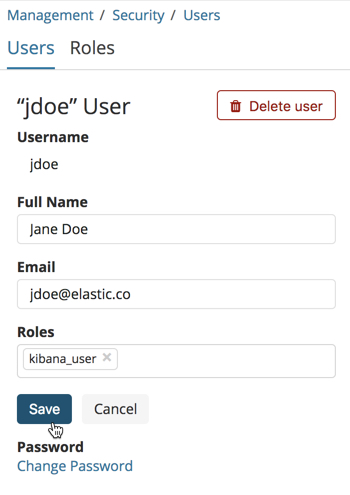 Management / Security / Users
Users Roles
“jdoe” User Delete user
Username
jdoe
Full Name
Jane Doe
Email
jdoe@elastic.co
Roles
kibana_user ×
Save Cancel
Password
Change Password